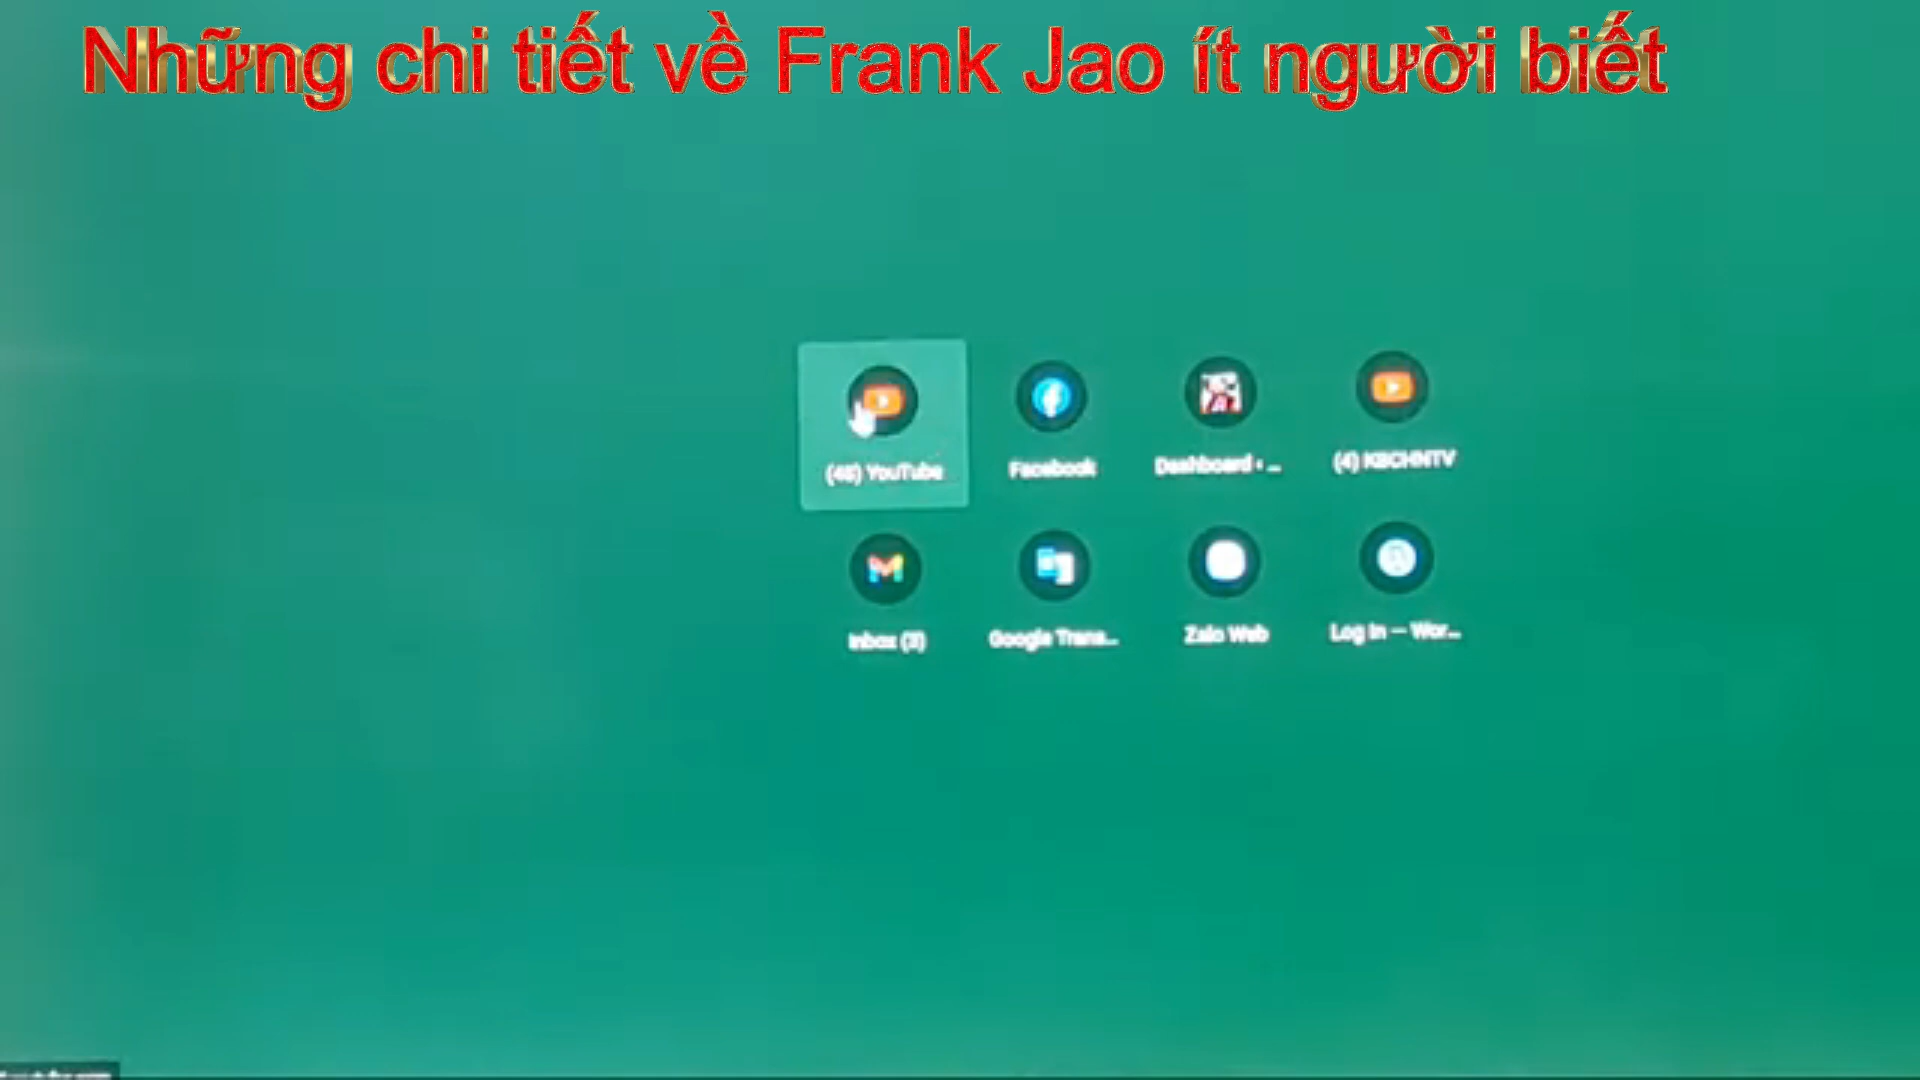 Những chi tiết về Frank Jao ít người biết
(48) YouTube
Facebook
Dashboard ‹ ...
(4) KBCHNTV
Inbox (3)
Google Trans...
Zalo Web
Log In — Wor...